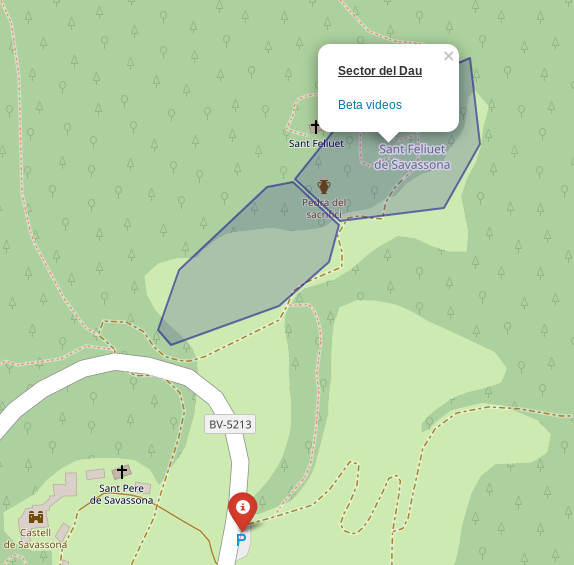 ×
Sector del Dau
Beta videos
Sant Feliuet
Sant Feliuet
de Savassona
Pedra del
sacrifici
BV-5213
Sant Pere
de Savassona
Castell
de Savassona
i
P